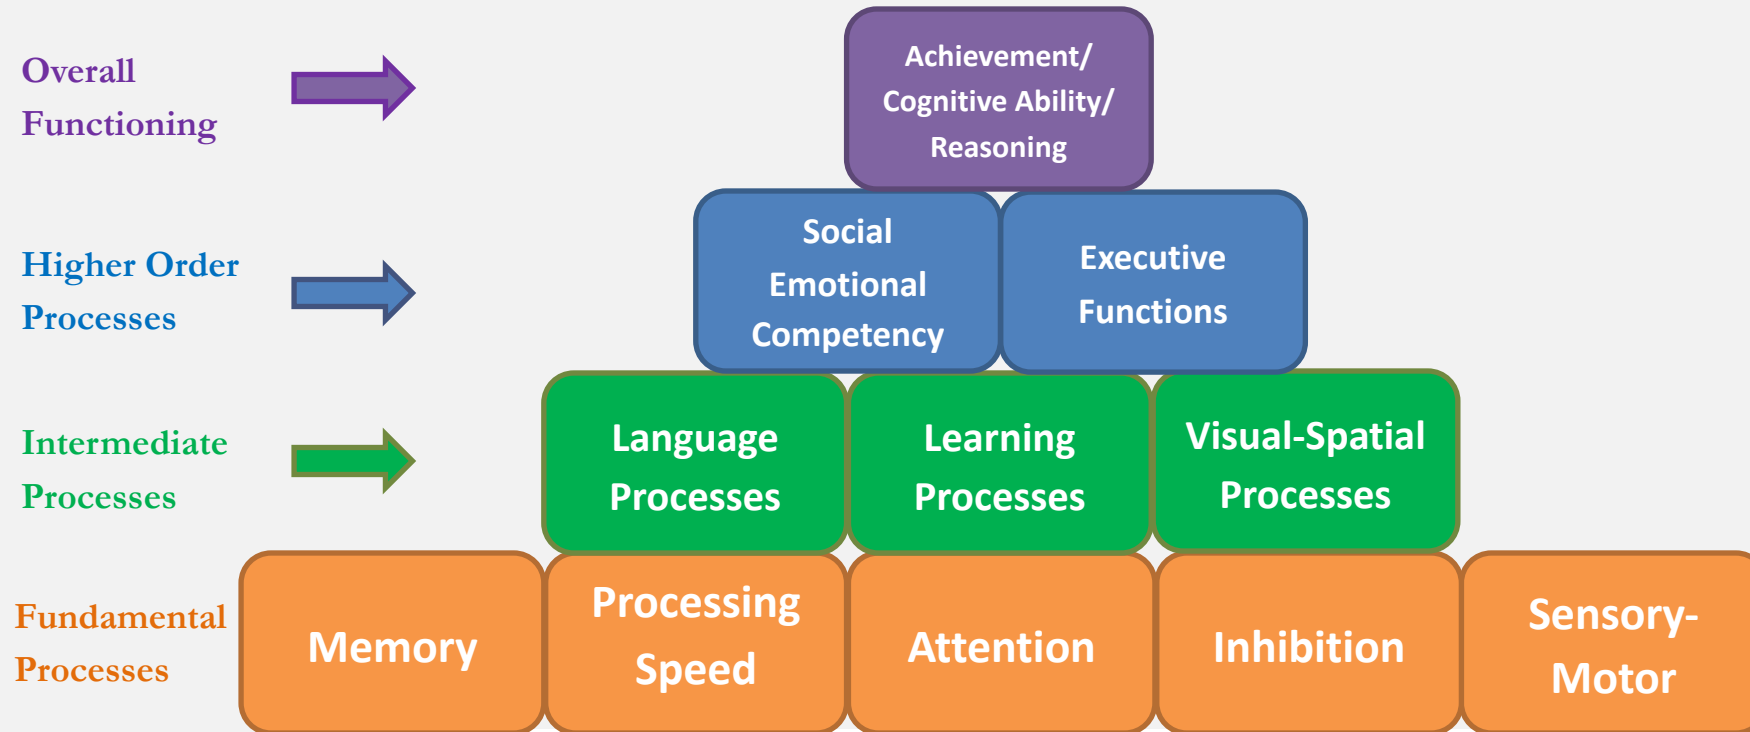 Overall
Functioning
Achievement/
Cognitive Ability/
Reasoning
Higher Order
Processes
Social
Emotional
Competency
Executive
Functions
Intermediate
Processes
Language
Processes
Learning
Processes
Visual-Spatial
Processes
Fundamental
Processes
Memory
Processing
Speed
Attention
Inhibition
Sensory-
Motor